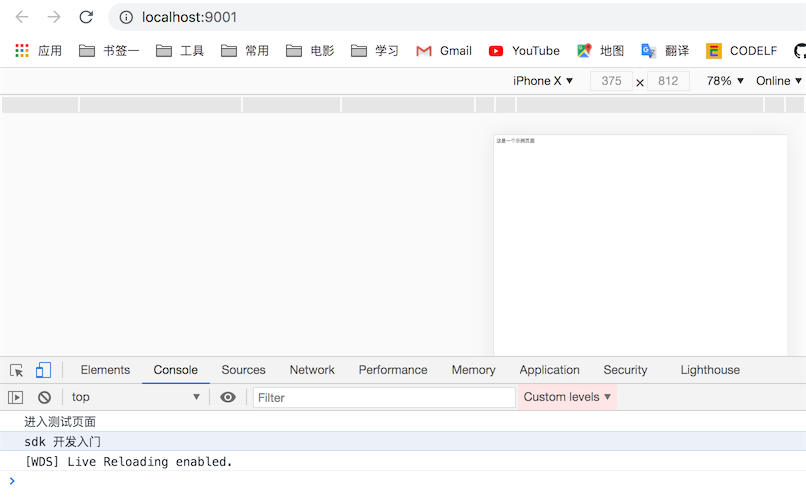 localhost:9001
应用 书签一 工具 常用 电影 学习 Gmail YouTube 地图 翻译 CODELF
iPhone X 375 × 812 78% Online
这是一个示例页面
Elements Console Sources Network Performance Memory Application Security Lighthouse
top Filter Custom levels
进入测试页面
sdk 开发入门
[WDS] Live Reloading enabled.